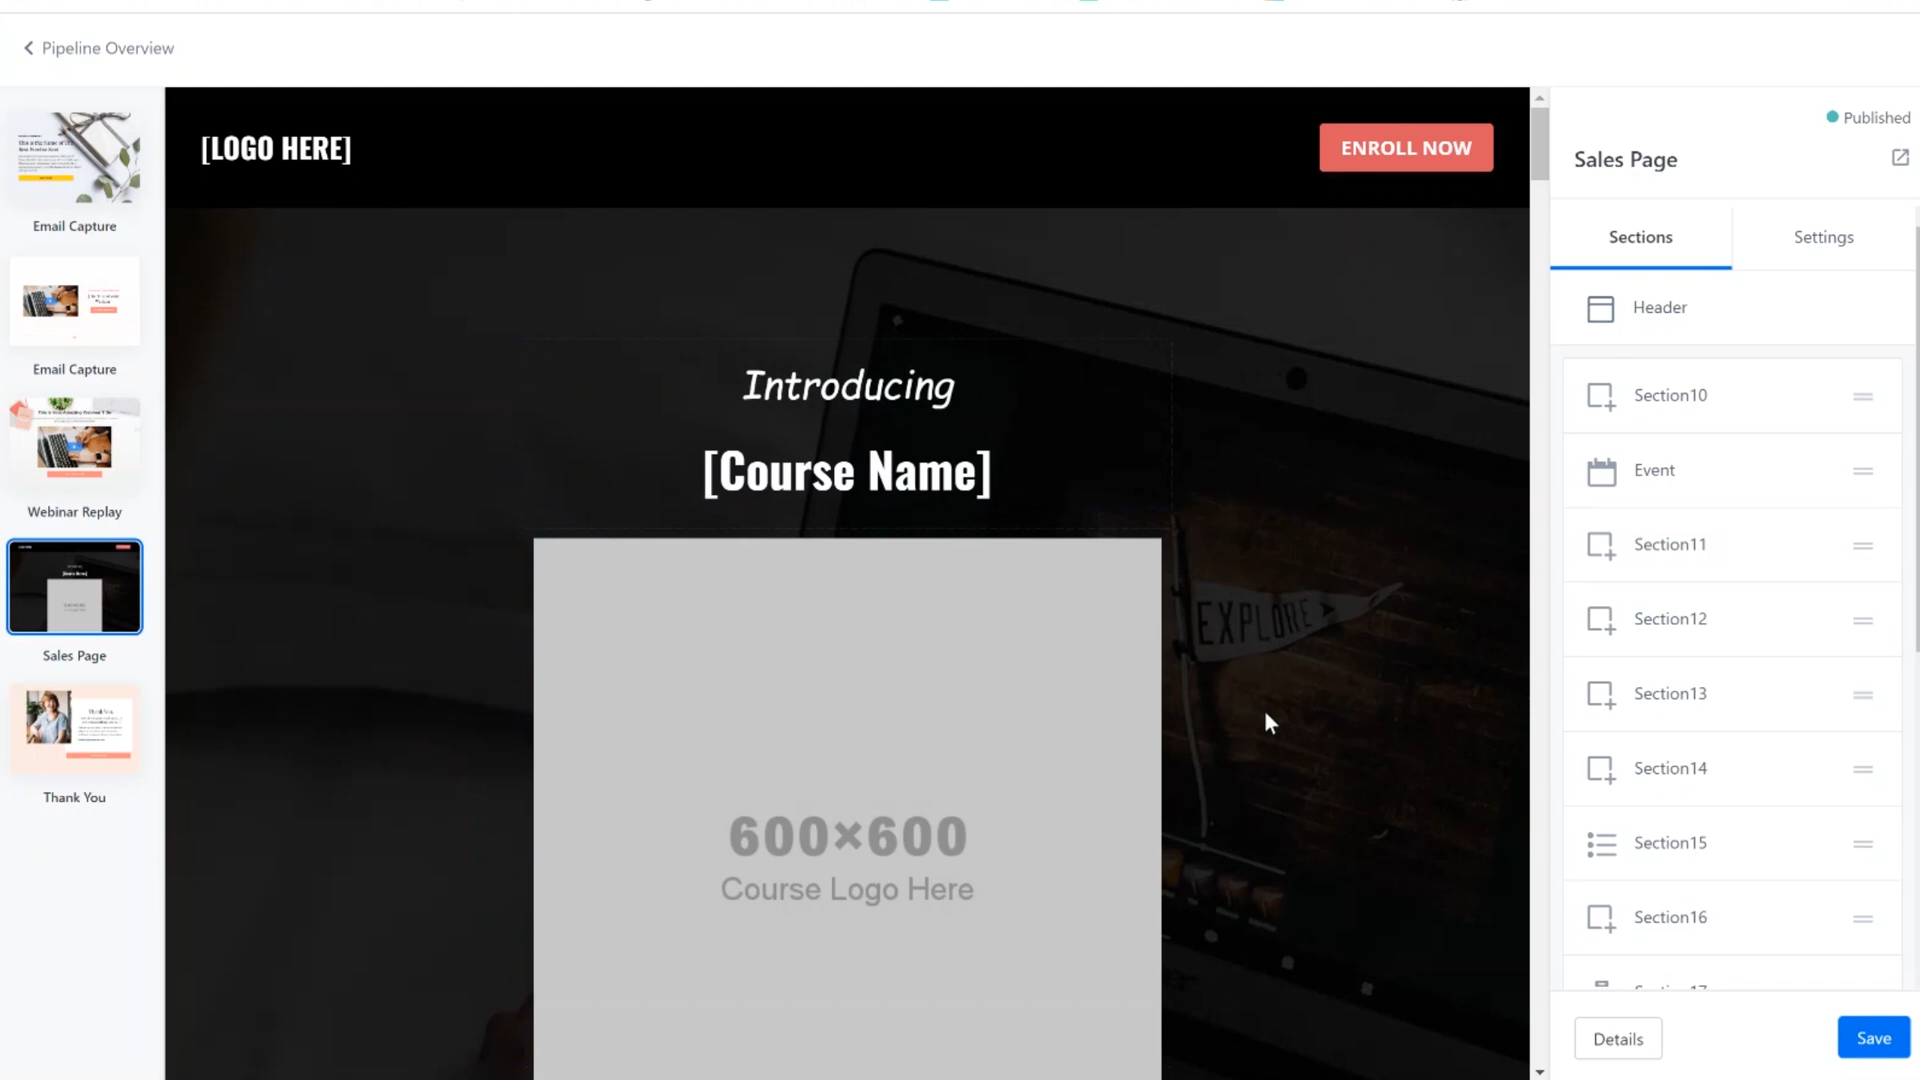 Pipeline Overview
Email Capture
Email Capture
Webinar Replay
Sales Page
Thank You
[LOGO HERE]
ENROLL NOW
Introducing
[Course Name]
EXPLORE
600×600
Course Logo Here
Published
Sales Page
Sections
Settings
Header
Section10
Event
Section11
Section12
Section13
Section14
Section15
Section16
Details
Save